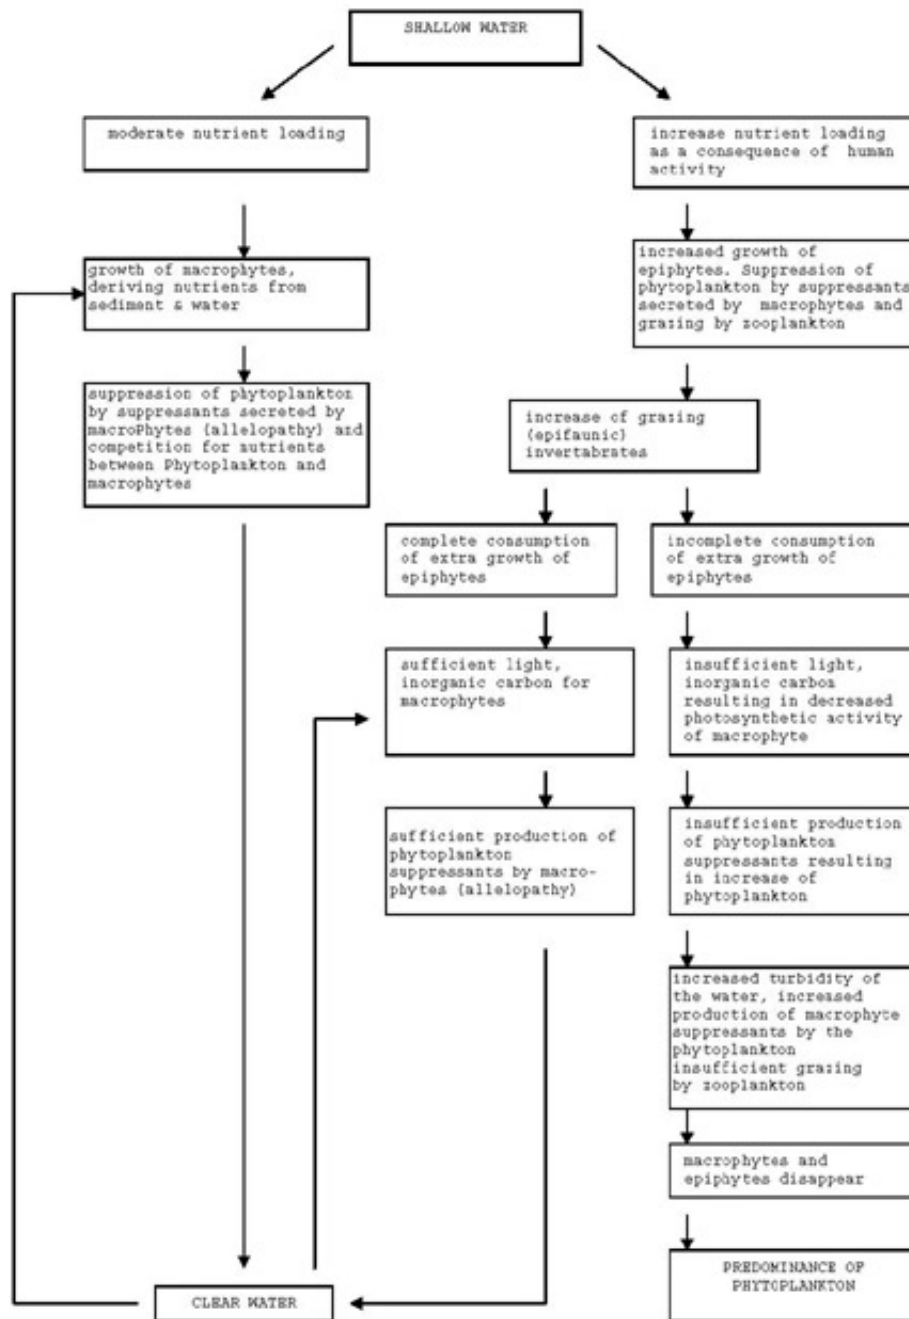 SHALLOW WATER
moderate nutrient loading
increase nutrient loading
as a consequence of human
activity
growth of macrophytes,
deriving nutrients from
sediment & water
increased growth of
epiphytes. Suppression of
phytoplankton by suppressants
secreted by macrophytes and
grazing by zooplankton
suppression of phytoplankton
by suppressants secreted by
macroPhytes (allelopathy) and
competition for nutrients
between Phytoplankton and
macrophytes
increase of grazing
(epifaunic)
invertabrates
complete consumption
of extra growth of
epiphytes
incomplete consumption
of extra growth of
epiphytes
sufficient light,
inorganic carbon for
macrophytes
insufficient light,
inorganic carbon
resulting in decreased
photosynthetic activity
of macrophyte
sufficient production of
phytoplankton
suppressants by macro-
phytes (allelopathy)
insufficient production
of phytoplankton
suppressants resulting
in increase of
phytoplankton
increased turbidity of
the water, increased
production of macrophyte
suppressants by the
phytoplankton
insufficient grazing
by zooplankton
macrophytes and
epiphytes disappear
PREDOMINANCE OF
PHYTOPLANKTON
CLEAR WATER